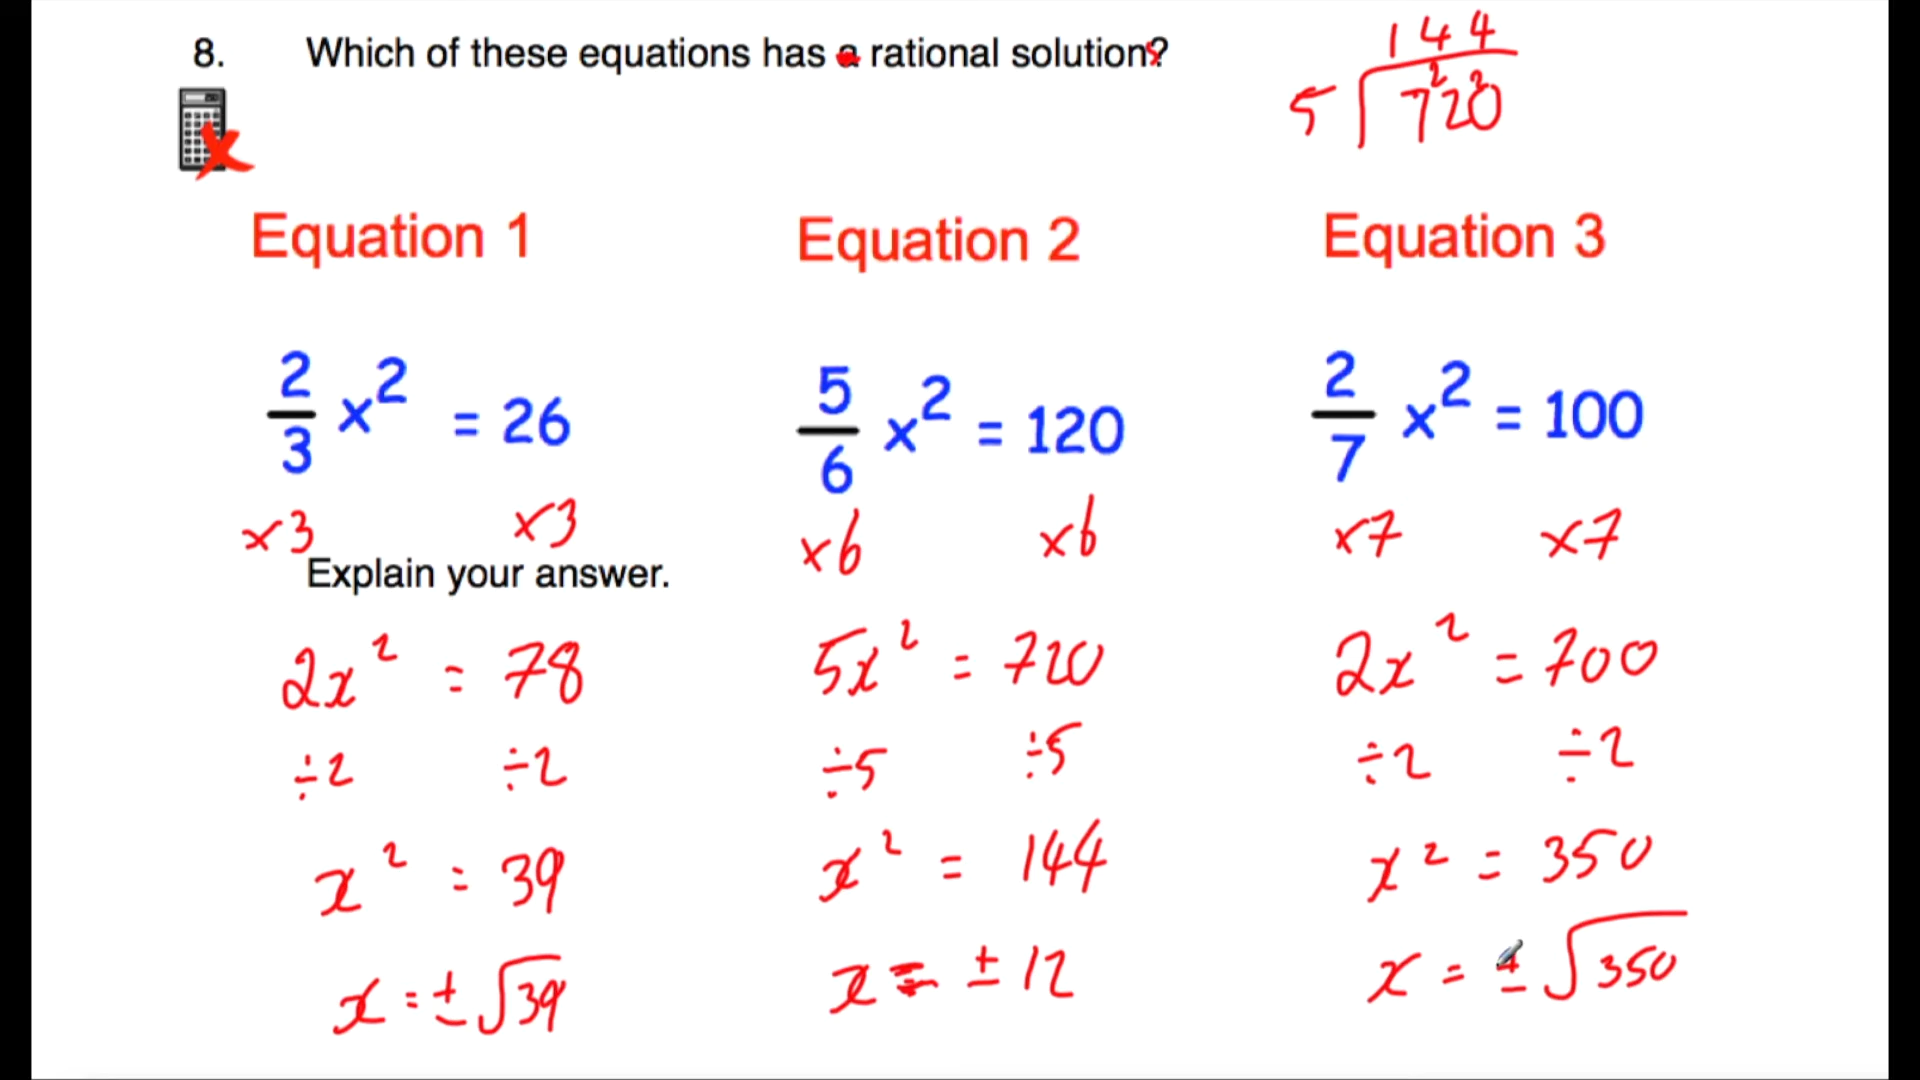 8. Which of these equations has a rational solutions?
144
5 720
2 2
Equation 1 Equation 2 Equation 3
2/3 x² = 26 5/6 x² = 120 2/7 x² = 100
×3 ×3 ×6 ×6 ×7 ×7
Explain your answer.
2x² = 78 5x² = 720 2x² = 700
÷2 ÷2 ÷5 ÷5 ÷2 ÷2
x² = 39 x² = 144 x² = 350
x = ±√39 x = ±12 x = ±√350